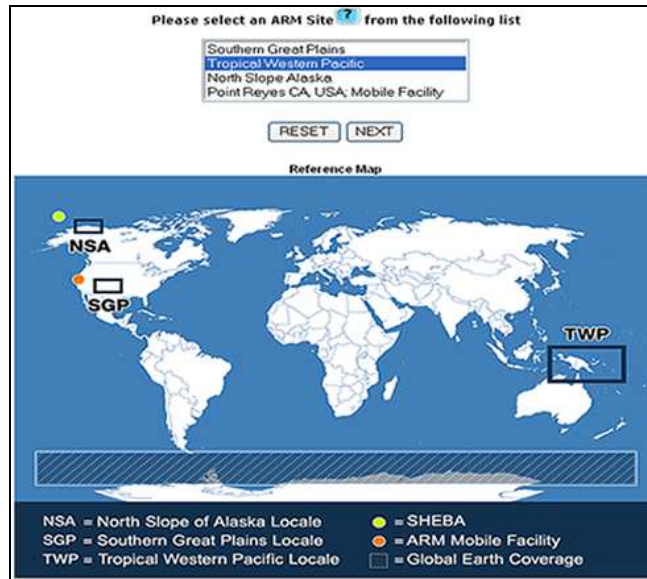 Please select an ARM Site ? from the following list
Southern Great Plains
Tropical Western Pacific
North Slope Alaska
Point Reyes CA, USA; Mobile Facility
RESET NEXT
Reference Map
NSA
SGP
TWP
NSA = North Slope of Alaska Locale
SGP = Southern Great Plains Locale
TWP = Tropical Western Pacific Locale
= SHEBA
= ARM Mobile Facility
= Global Earth Coverage